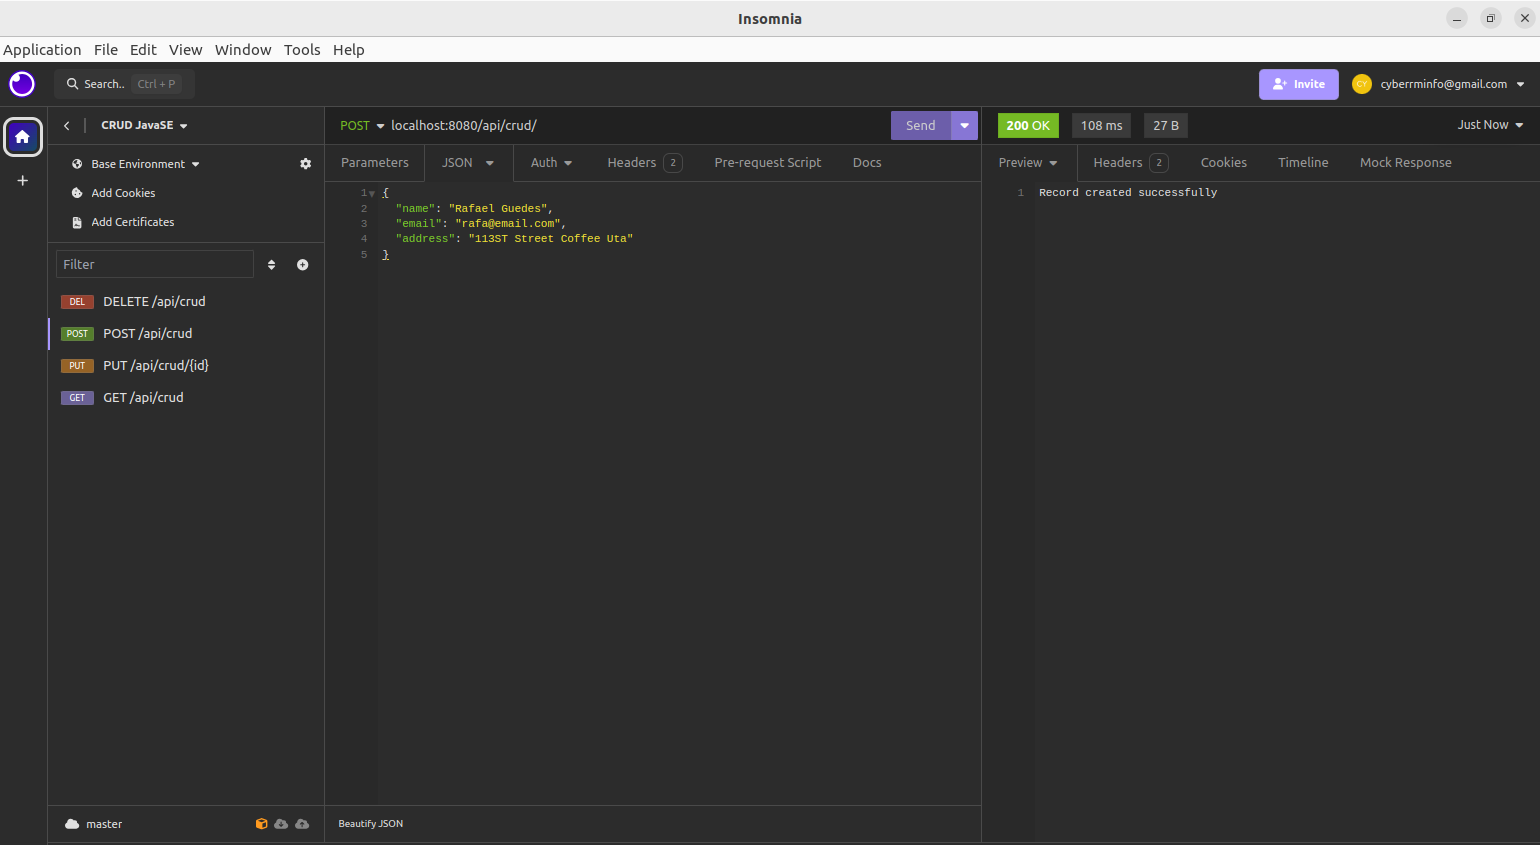 Insomnia
Application File Edit View Window Tools Help
Search.. Ctrl + P
Invite
CY cyberrminfo@gmail.com
CRUD JavaSE
Base Environment
Add Cookies
Add Certificates
Filter
DEL DELETE /api/crud
POST POST /api/crud
PUT PUT /api/crud/{id}
GET GET /api/crud
master
POST localhost:8080/api/crud/ Send
Parameters JSON Auth Headers 2 Pre-request Script Docs
1 {
2 "name": "Rafael Guedes",
3 "email": "rafa@email.com",
4 "address": "113ST Street Coffee Uta"
5 }
Beautify JSON
200 OK 108 ms 27 B Just Now
Preview Headers 2 Cookies Timeline Mock Response
1 Record created successfully